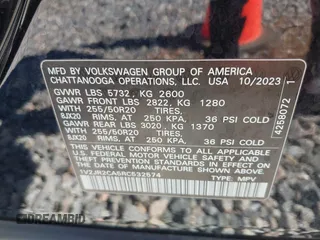 MFD BY VOLKSWAGEN GROUP OF AMERICA
CHATTANOOGA OPERATIONS, LLC. USA 10/2023
GVWR LBS 5732, KG 2600
GAWR FRONT LBS 2822, KG 1280
WITH 255/50R20 TIRES,
8JX20 RIMS, AT 250 KPA, 36 PSI COLD
GAWR REAR LBS 3020, KG 1370
WITH 255/50R20 TIRES,
8JX20 RIMS, AT 250 KPA, 36 PSI COLD
THIS VEHICLE CONFORMS TO ALL
APPLICABLE U.S. FEDERAL MOTOR VEHICLE
SAFETY, BUMPER, AND
THEFT PREVENTION STANDARDS IN EFFECT ON
THE DATE OF MANUFACTURE SHOWN ABOVE.
TYPE: MPV
1
4258072